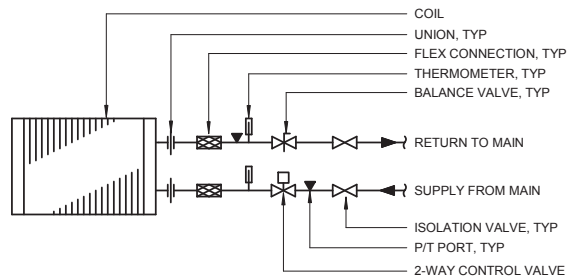 COIL
UNION, TYP
FLEX CONNECTION, TYP
THERMOMETER, TYP
BALANCE VALVE, TYP
RETURN TO MAIN
SUPPLY FROM MAIN
ISOLATION VALVE, TYP
P/T PORT, TYP
2-WAY CONTROL VALVE